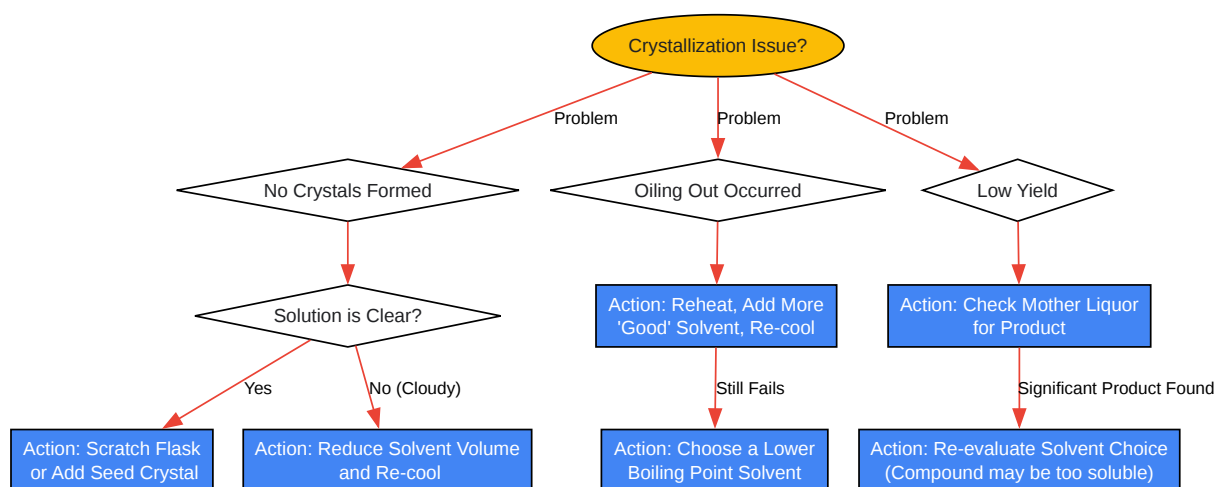 Crystallization Issue?
Problem
Problem
Problem
No Crystals Formed
Oiling Out Occurred
Low Yield
Solution is Clear?
Action: Reheat, Add More
'Good' Solvent, Re-cool
Action: Check Mother Liquor
for Product
Yes
No (Cloudy)
Still Fails
Significant Product Found
Action: Scratch Flask
or Add Seed Crystal
Action: Reduce Solvent Volume
and Re-cool
Action: Choose a Lower
Boiling Point Solvent
Action: Re-evaluate Solvent Choice
(Compound may be too soluble)